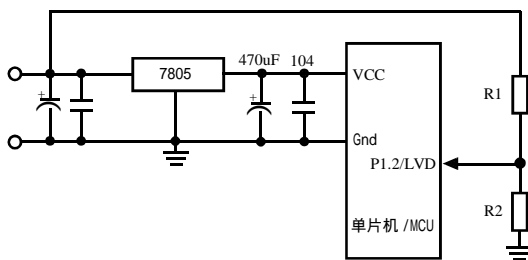 7805
470uF 104
VCC
R1
Gnd
P1.2/LVD
R2
单片机 /MCU
+
+